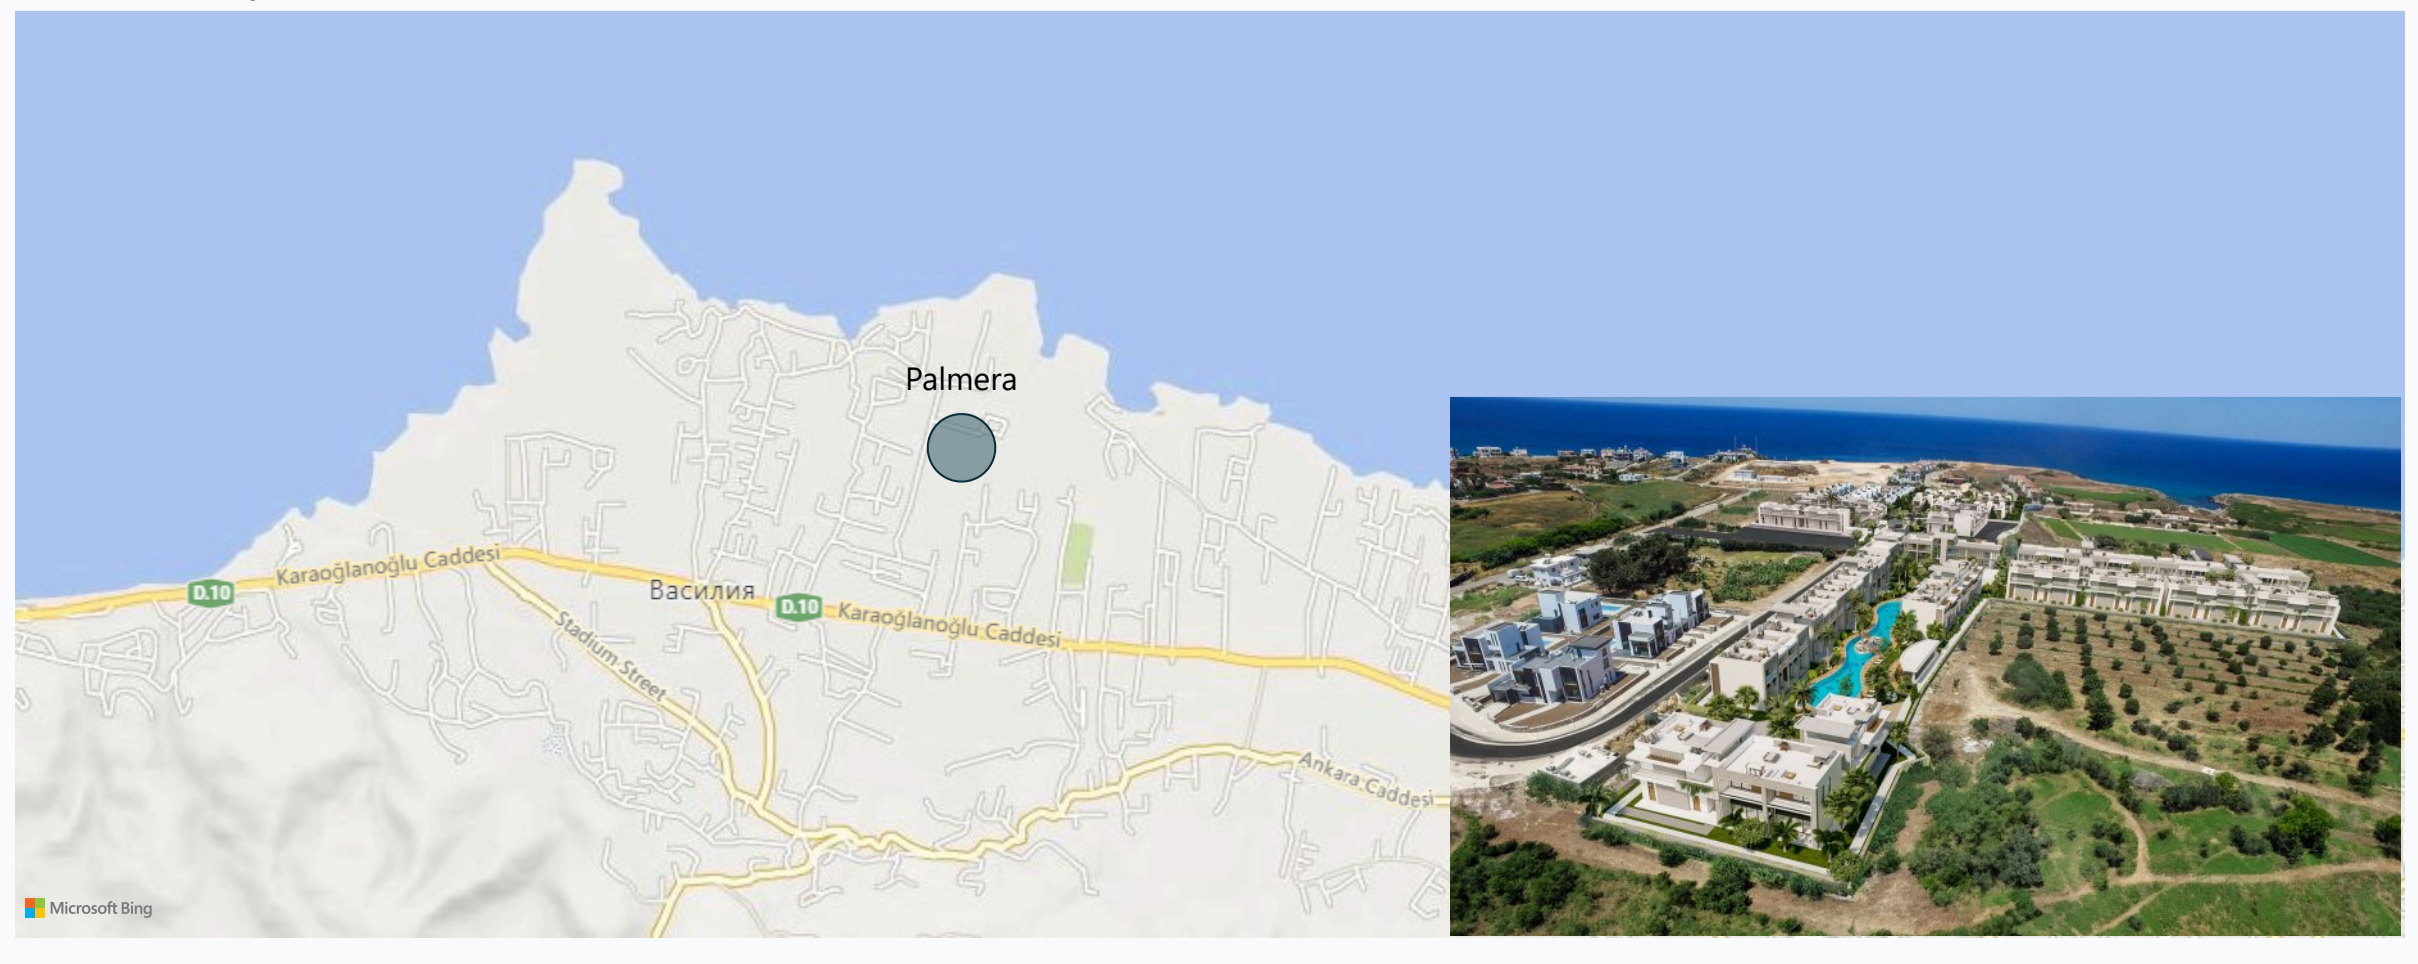 Palmera
Karaoğlanoğlu Caddesi
D.10
Василия
D.10
Karaoğlanoğlu Caddesi
Stadium Street
Ankara Caddesi
Microsoft Bing